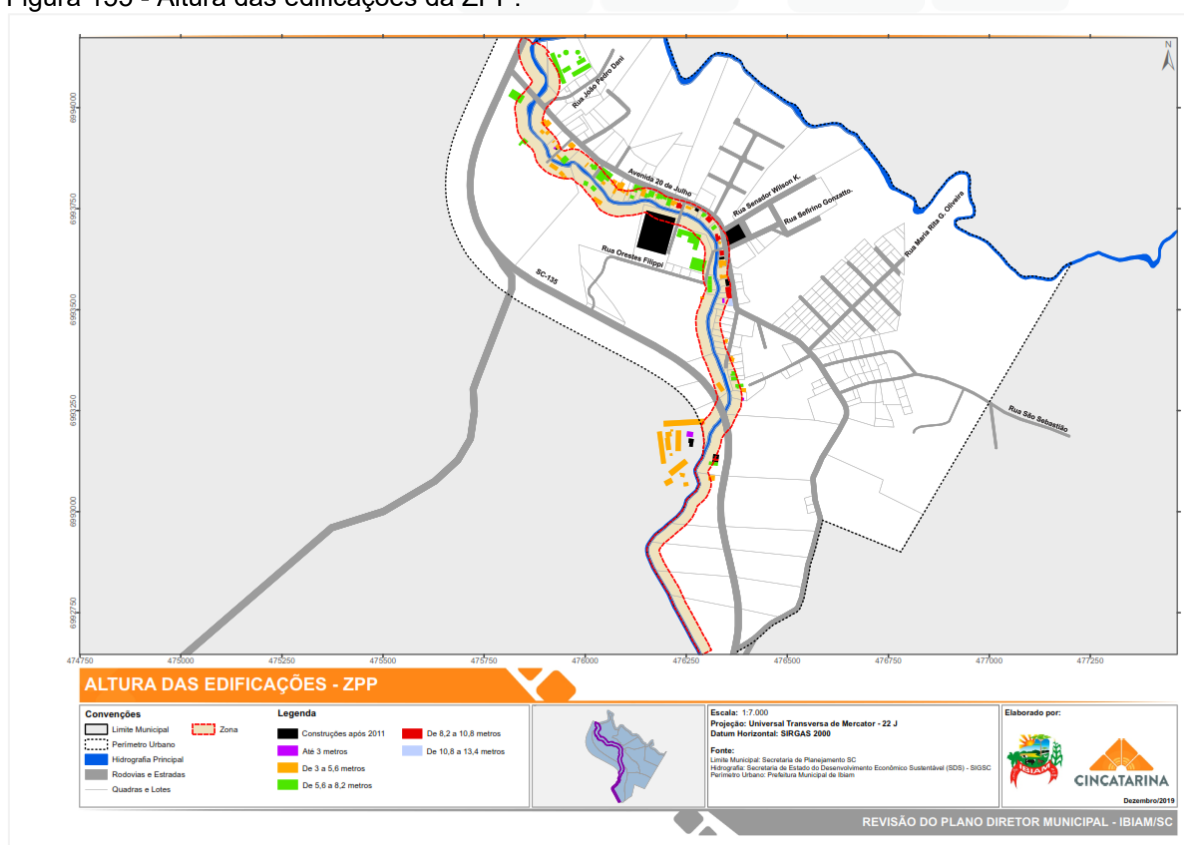 Figura 155 - Altura das edificações da ZPP.
N
Rua João Pedro Dani
Avenida 20 de Julho
Rua Senador Wilson K.
Rua Sefirino Gonzatto.
Rua Maria Rita G. Oliveira
Rua Orestes Filippi
SC-135
Rua São Sebastião
6994000
6993750
6993500
6993250
6993000
6992750
474750 475000 475250 475500 475750 476000 476250 476500 476750 477000 477250
ALTURA DAS EDIFICAÇÕES - ZPP
Convenções
Limite Municipal
Zona
Perímetro Urbano
Hidrografia Principal
Rodovias e Estradas
Quadras e Lotes
Legenda
Construções após 2011
Até 3 metros
De 3 a 5,6 metros
De 5,6 a 8,2 metros
De 8,2 a 10,8 metros
De 10,8 a 13,4 metros
Escala: 1:7.000
Projeção: Universal Transversa de Mercator - 22 J
Datum Horizontal: SIRGAS 2000
Fonte:
Limite Municipal: Secretaria de Planejamento SC
Hidrografia: Secretaria de Estado do Desenvolvimento Econômico Sustentável (SDS) - SIGSC
Perímetro Urbano: Prefeitura Municipal de Ibiam
Elaborado por:
IBIAM
CINCATARINA
Dezembro/2019
REVISÃO DO PLANO DIRETOR MUNICIPAL - IBIAM/SC